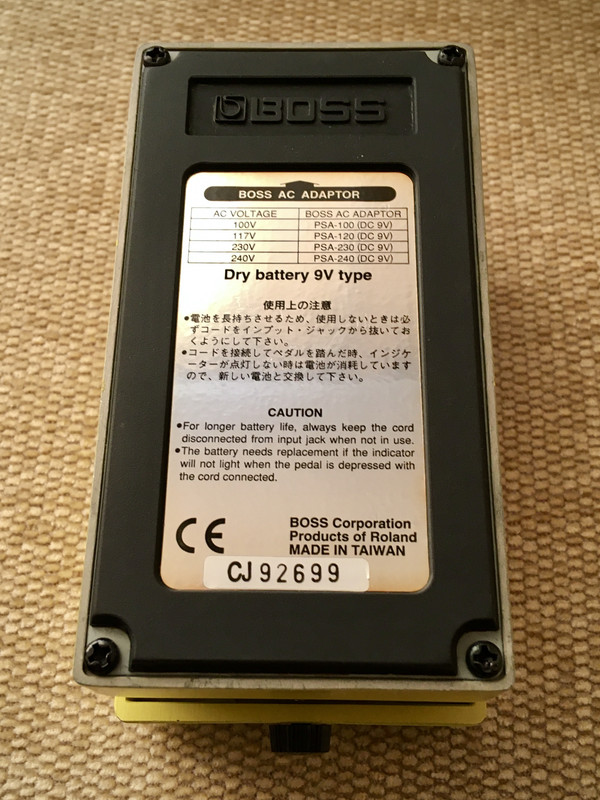 BOSS
BOSS AC ADAPTOR
AC VOLTAGE BOSS AC ADAPTOR
100V PSA-100 (DC 9V)
117V PSA-120 (DC 9V)
230V PSA-230 (DC 9V)
240V PSA-240 (DC 9V)
Dry battery 9V type
使用上の注意
●電池を長持ちさせるため、使用しないときは必
ずコードをインプット・ジャックから抜いてお
くようにして下さい。
●コードを接続してペダルを踏んだ時、インジケ
ーターが点灯しない時は電池が消耗しています
ので、新しい電池と交換して下さい。
CAUTION
●For longer battery life, always keep the cord
disconnected from input jack when not in use.
●The battery needs replacement if the indicator
will not light when the pedal is depressed with
the cord connected.
CE
BOSS Corporation
Products of Roland
MADE IN TAIWAN
CJ92699